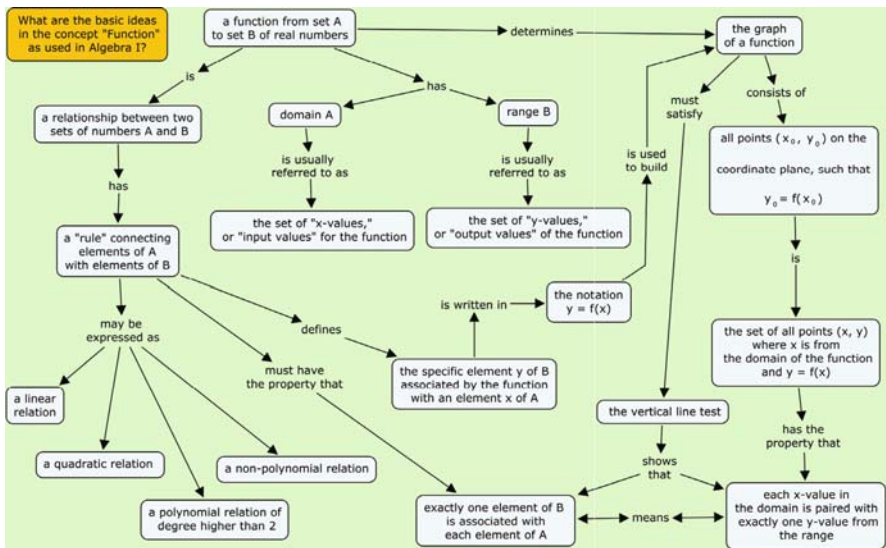 What are the basic ideas
in the concept "Function"
as used in Algebra I?
a function from set A
to set B of real numbers
determines
the graph
of a function
is
has
must
satisfy
consists of
a relationship between two
sets of numbers A and B
domain A
range B
all points (x₀, y₀) on the
coordinate plane, such that
y₀ = f(x₀)
has
is usually
referred to as
is usually
referred to as
is used
to build
the set of "x-values,"
or "input values" for the function
the set of "y-values,"
or "output values" of the function
a "rule" connecting
elements of A
with elements of B
is
is written in
the notation
y = f(x)
may be
expressed as
defines
the set of all points (x, y)
where x is from
the domain of the function
and y = f(x)
must have
the property that
the specific element y of B
associated by the function
with an element x of A
a linear
relation
the vertical line test
has the
property that
a quadratic relation
a non-polynomial relation
shows
that
a polynomial relation of
degree higher than 2
exactly one element of B
is associated with
each element of A
means
each x-value in
the domain is paired with
exactly one y-value from
the range